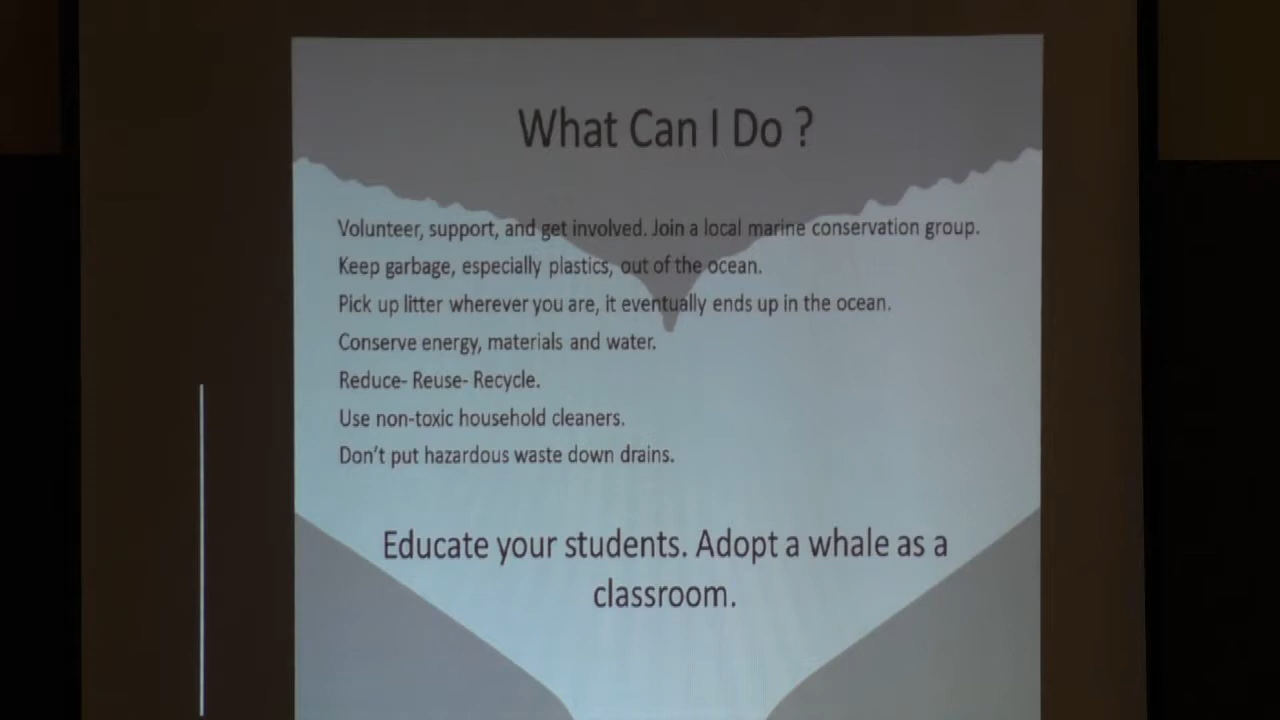 What Can I Do ?
Volunteer, support, and get involved. Join a local marine conservation group.
Keep garbage, especially plastics, out of the ocean.
Pick up litter wherever you are, it eventually ends up in the ocean.
Conserve energy, materials and water.
Reduce- Reuse- Recycle.
Use non-toxic household cleaners.
Don't put hazardous waste down drains.
Educate your students. Adopt a whale as a
classroom.